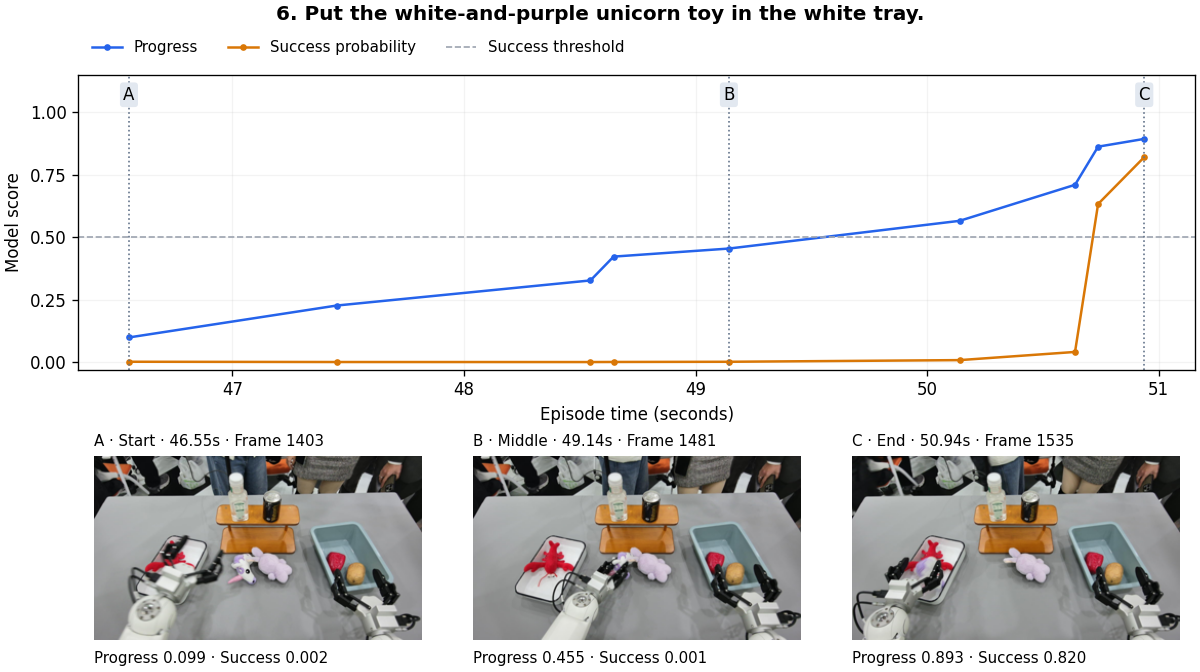 6. Put the white-and-purple unicorn toy in the white tray.
Progress
Success probability
Success threshold
A
B
C
1.00
0.75
0.50
0.25
0.00
Model score
47
48
49
50
51
Episode time (seconds)
A · Start · 46.55s · Frame 1403
B · Middle · 49.14s · Frame 1481
C · End · 50.94s · Frame 1535
Progress 0.099 · Success 0.002
Progress 0.455 · Success 0.001
Progress 0.893 · Success 0.820